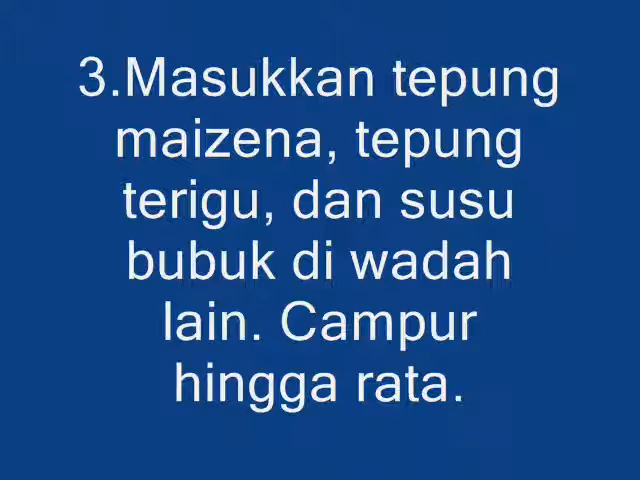 3.Masukkan tepung
maizena, tepung
terigu, dan susu
bubuk di wadah
lain. Campur
hingga rata.